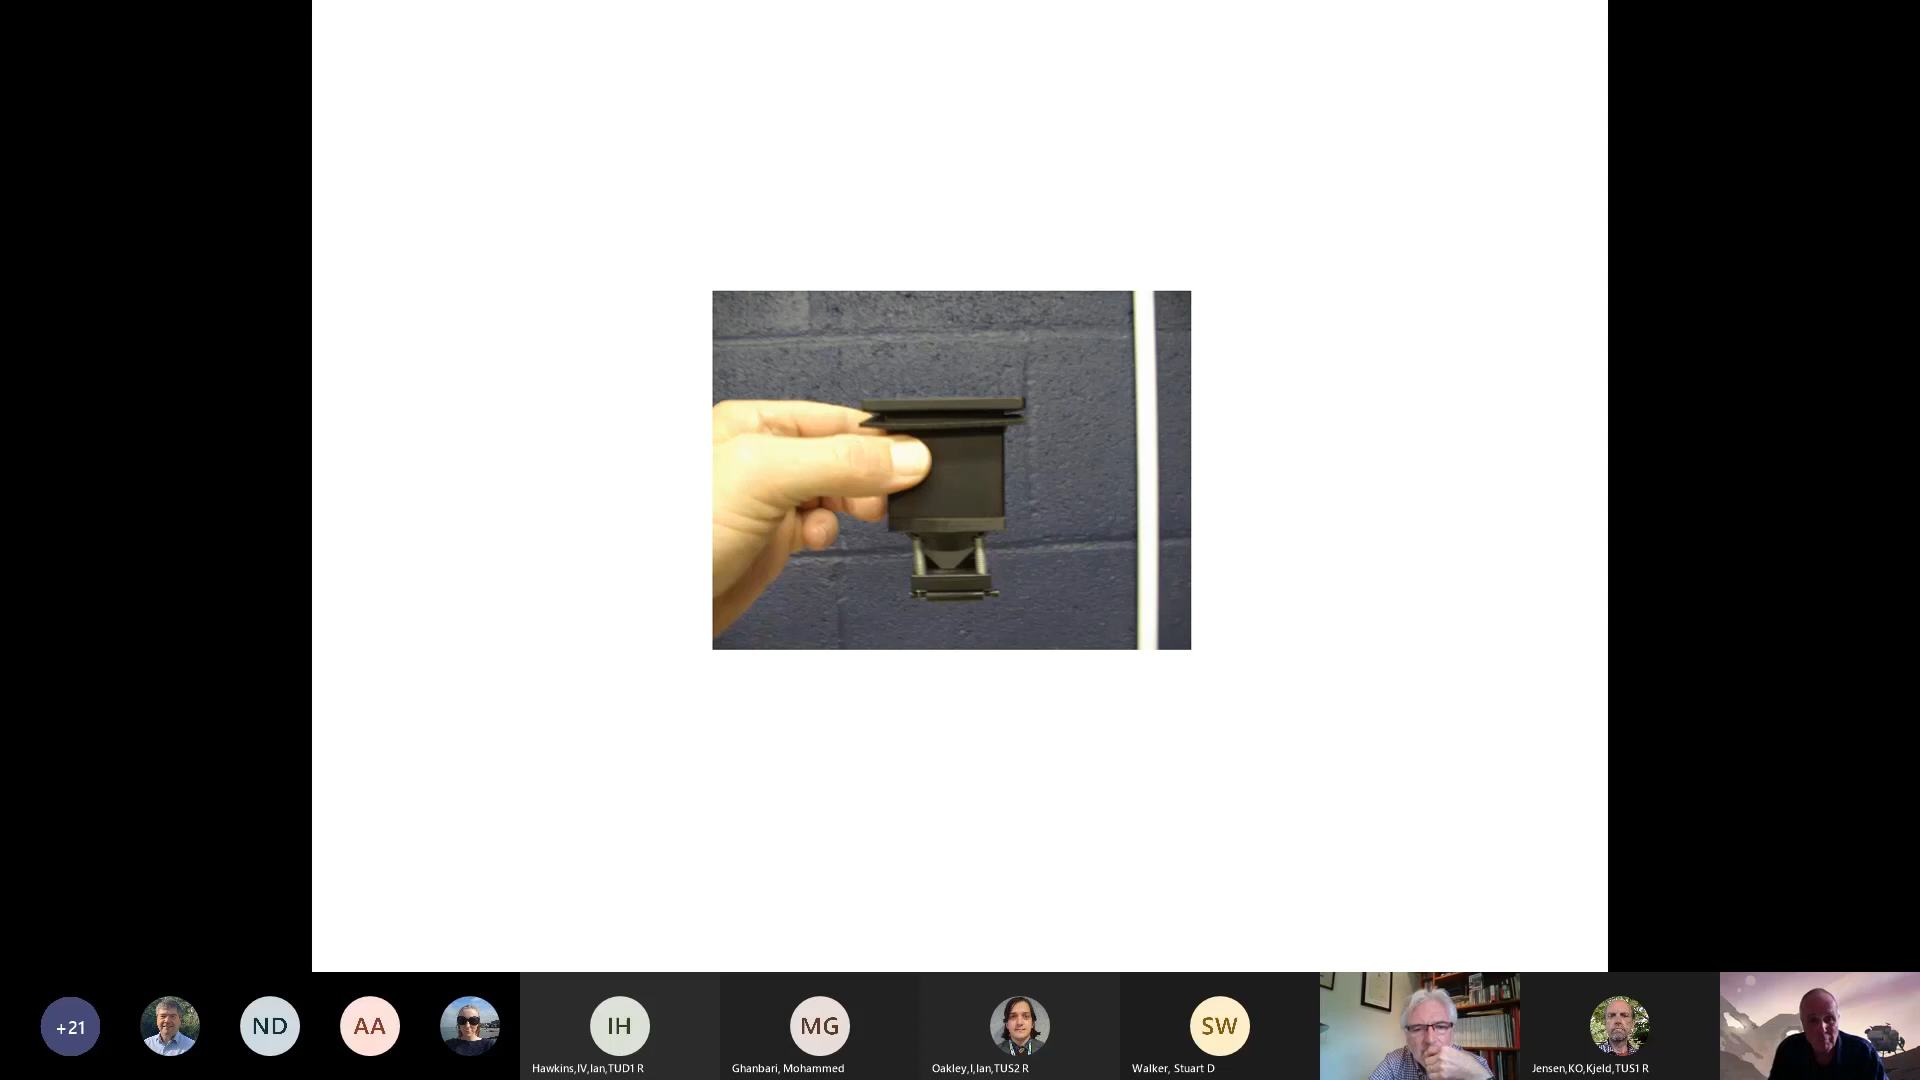 +21
ND
AA
IH
MG
SW
Hawkins,IV,Ian,TUD1 R
Ghanbari, Mohammed
Oakley,I,Ian,TUS2 R
Walker, Stuart D
Jensen,KO,Kjeld,TUS1 R